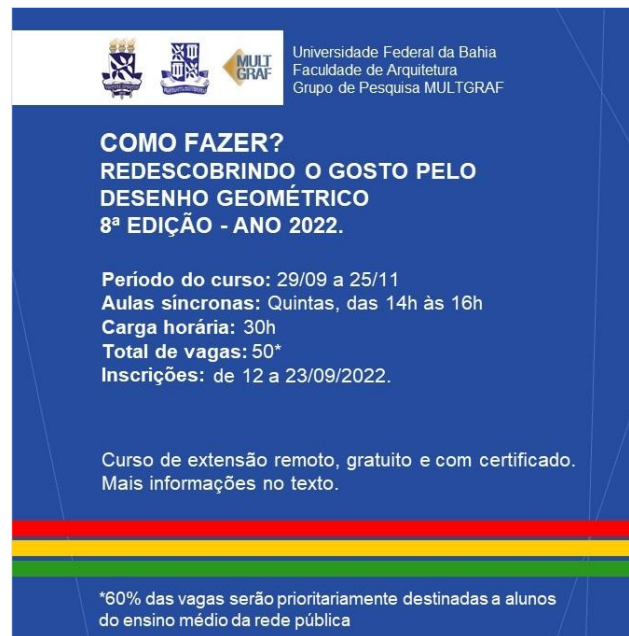 MULT
GRAF
Universidade Federal da Bahia
Faculdade de Arquitetura
Grupo de Pesquisa MULTGRAF
COMO FAZER?
REDESCOBRINDO O GOSTO PELO
DESENHO GEOMÉTRICO
8ª EDIÇÃO - ANO 2022.
Período do curso: 29/09 a 25/11
Aulas síncronas: Quintas, das 14h às 16h
Carga horária: 30h
Total de vagas: 50*
Inscrições: de 12 a 23/09/2022.
Curso de extensão remoto, gratuito e com certificado.
Mais informações no texto.
*60% das vagas serão prioritariamente destinadas a alunos
do ensino médio da rede pública